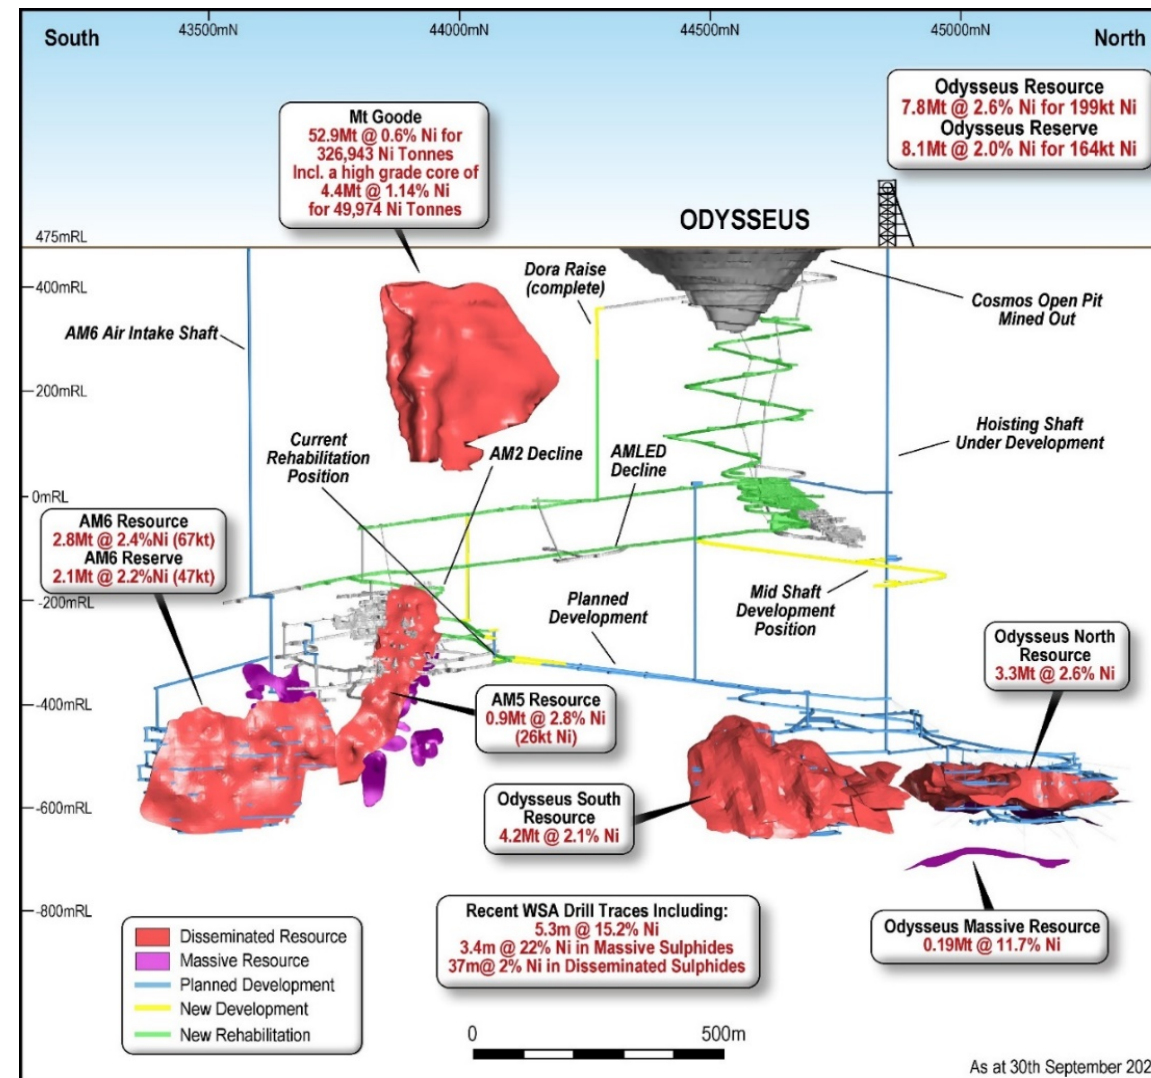 South
43500mN
44000mN
44500mN
45000mN
North
Odysseus Resource
7.8Mt @ 2.6% Ni for 199kt Ni
Odysseus Reserve
8.1Mt @ 2.0% Ni for 164kt Ni
Mt Goode
52.9Mt @ 0.6% Ni for
326,943 Ni Tonnes
Incl. a high grade core of
4.4Mt @ 1.14% Ni
for 49,974 Ni Tonnes
ODYSSEUS
475mRL
400mRL
200mRL
0mRL
-200mRL
-400mRL
-600mRL
-800mRL
Dora Raise
(complete)
Cosmos Open Pit
Mined Out
AM6 Air Intake Shaft
Current
Rehabilitation
Position
AM2 Decline
AMLED
Decline
Hoisting Shaft
Under Development
AM6 Resource
2.8Mt @ 2.4%Ni (67kt)
AM6 Reserve
2.1Mt @ 2.2%Ni (47kt)
Planned
Development
Mid Shaft
Development
Position
Odysseus North
Resource
3.3Mt @ 2.6% Ni
AM5 Resource
0.9Mt @ 2.8% Ni
(26kt Ni)
Odysseus South
Resource
4.2Mt @ 2.1% Ni
Recent WSA Drill Traces Including:
5.3m @ 15.2% Ni
3.4m @ 22% Ni in Massive Sulphides
37m@ 2% Ni in Disseminated Sulphides
Odysseus Massive Resource
0.19Mt @ 11.7% Ni
Disseminated Resource
Massive Resource
Planned Development
New Development
New Rehabilitation
0
500m
As at 30th September 202